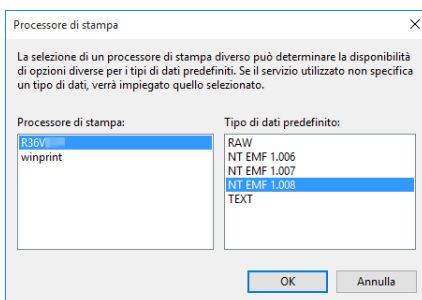 Processore di stampa
La selezione di un processore di stampa diverso può determinare la disponibilità
di opzioni diverse per i tipi di dati predefiniti. Se il servizio utilizzato non specifica
un tipo di dati, verrà impiegato quello selezionato.
Processore di stampa:
R36V
winprint
Tipo di dati predefinito:
RAW
NT EMF 1.006
NT EMF 1.007
NT EMF 1.008
TEXT
OK
Annulla